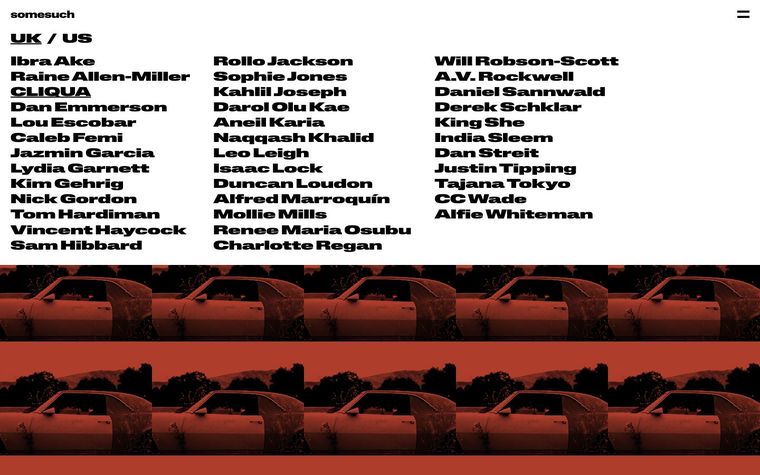 somesuch
UK / US
Ibra Ake
Raine Allen-Miller
CLIQUA
Dan Emmerson
Lou Escobar
Caleb Femi
Jazmin Garcia
Lydia Garnett
Kim Gehrig
Nick Gordon
Tom Hardiman
Vincent Haycock
Sam Hibbard
Rollo Jackson
Sophie Jones
Kahlil Joseph
Darol Olu Kae
Aneil Karia
Naqqash Khalid
Leo Leigh
Isaac Lock
Duncan Loudon
Alfred Marroquín
Mollie Mills
Renee Maria Osubu
Charlotte Regan
Will Robson-Scott
A.V. Rockwell
Daniel Sannwald
Derek Schklar
King She
India Sleem
Dan Streit
Justin Tipping
Tajana Tokyo
CC Wade
Alfie Whiteman